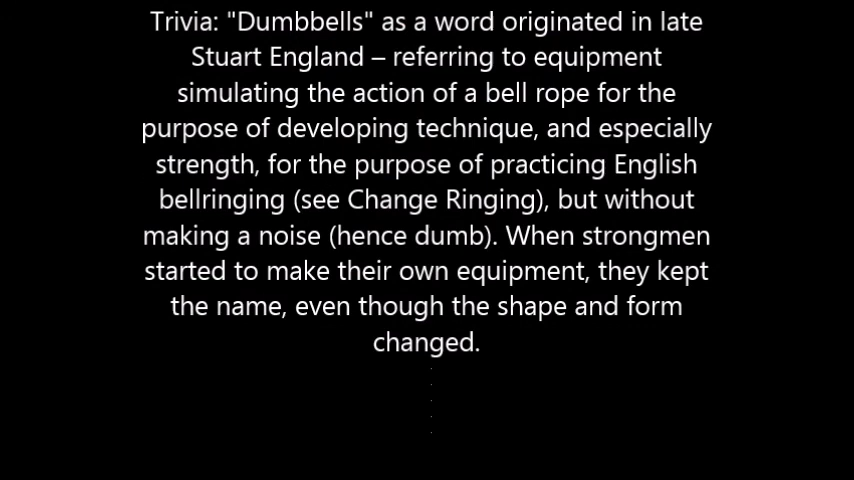 Trivia: "Dumbbells" as a word originated in late
Stuart England – referring to equipment
simulating the action of a bell rope for the
purpose of developing technique, and especially
strength, for the purpose of practicing English
bellringing (see Change Ringing), but without
making a noise (hence dumb). When strongmen
started to make their own equipment, they kept
the name, even though the shape and form
changed.